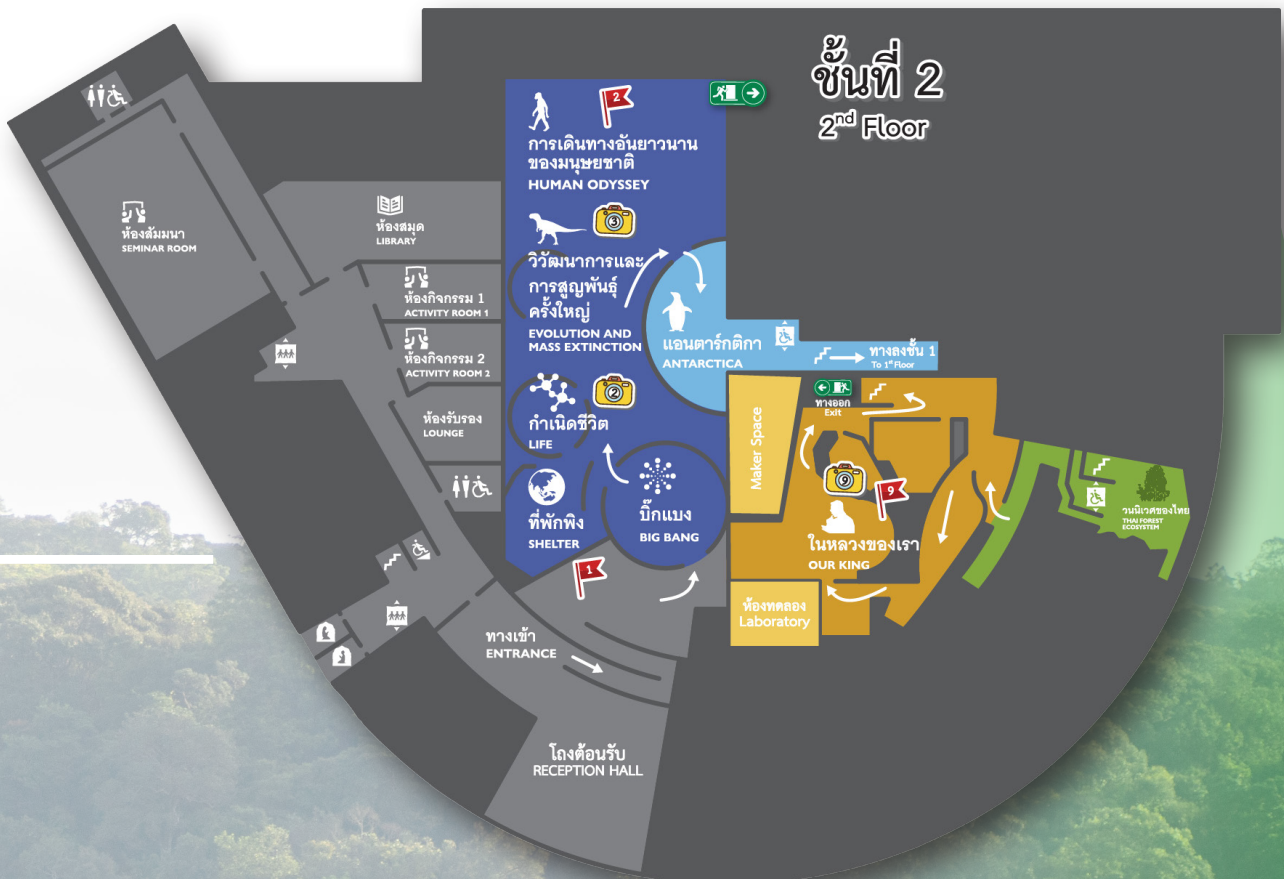 ชั้นที่ 2
2nd Floor
2
การเดินทางอันยาวนาน
ของมนุษยชาติ
HUMAN ODYSSEY
3
วิวัฒนาการและ
การสูญพันธุ์
ครั้งใหญ่
EVOLUTION AND
MASS EXTINCTION
ห้องสัมมนา
SEMINAR ROOM
ห้องสมุด
LIBRARY
ห้องกิจกรรม 1
ACTIVITY ROOM 1
ห้องกิจกรรม 2
ACTIVITY ROOM 2
ห้องรับรอง
LOUNGE
แอนตาร์กติกา
ANTARCTICA
ทางลงชั้น 1
To 1st Floor
2
กำเนิดชีวิต
LIFE
ที่พักพิง
SHELTER
บิ๊กแบง
BIG BANG
Maker Space
ทางออก
Exit
9
9
ในหลวงของเรา
OUR KING
วนนิเวศของไทย
THAI FOREST
ECOSYSTEM
1
ห้องทดลอง
Laboratory
ทางเข้า
ENTRANCE
โถงต้อนรับ
RECEPTION HALL